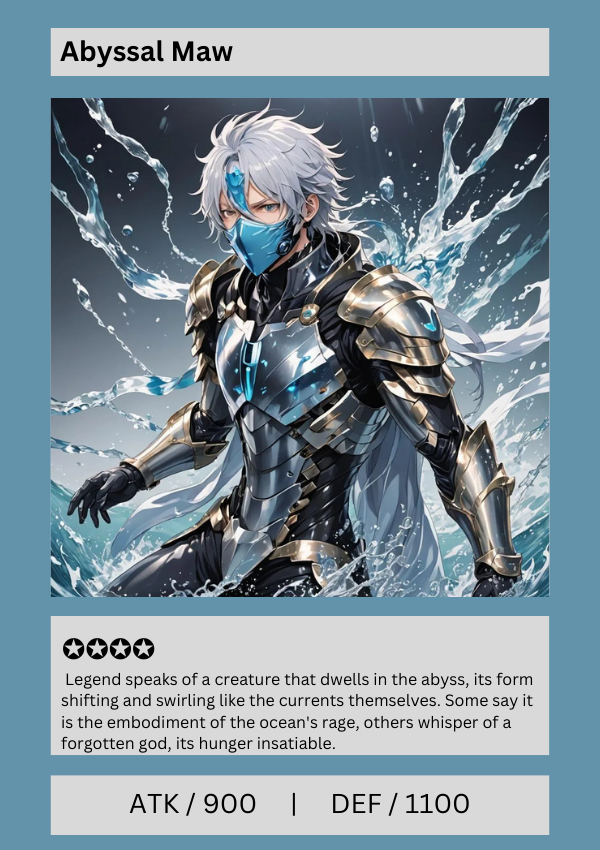 Abyssal Maw
✪✪✪✪
Legend speaks of a creature that dwells in the abyss, its form
shifting and swirling like the currents themselves. Some say it
is the embodiment of the ocean's rage, others whisper of a
forgotten god, its hunger insatiable.
ATK / 900 | DEF / 1100